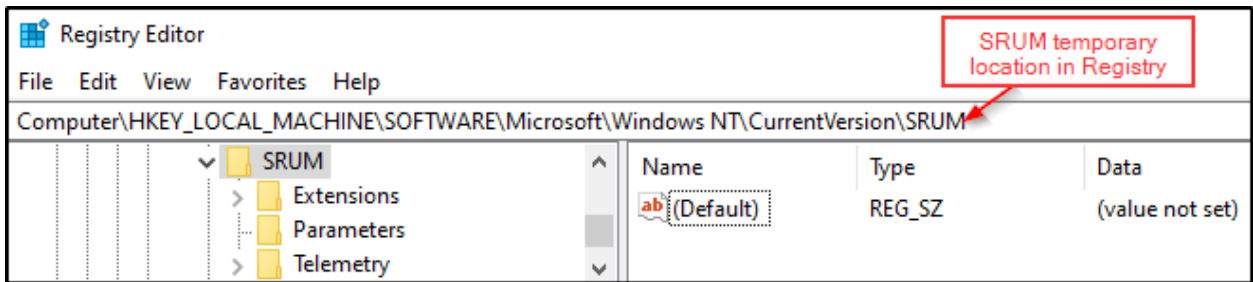 Registry Editor
SRUM temporary
location in Registry
File Edit View Favorites Help
Computer\HKEY_LOCAL_MACHINE\SOFTWARE\Microsoft\Windows NT\CurrentVersion\SRUM
SRUM
Extensions
Parameters
Telemetry
Name Type Data
ab (Default) REG_SZ (value not set)